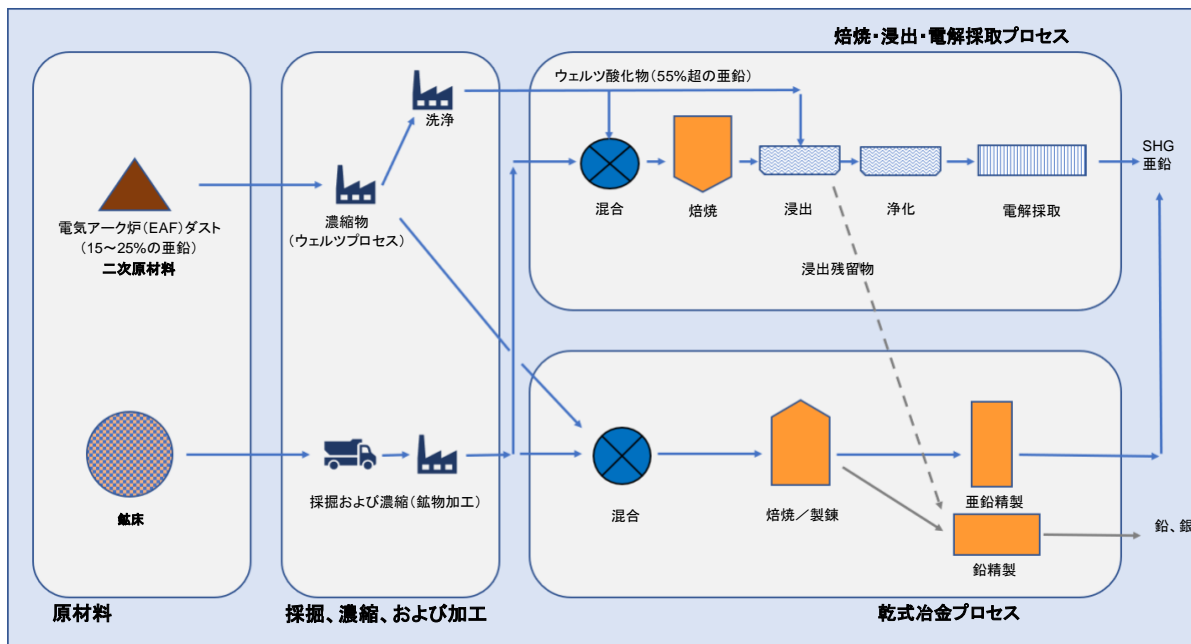 焙焼・浸出・電解採取プロセス
ウェルツ酸化物（55%超の亜鉛）
洗浄
SHG
亜鉛
混合
焙焼
浸出
浄化
電解採取
電気アーク炉（EAF）ダスト
（15～25%の亜鉛）
二次原材料
濃縮物
（ウェルツプロセス）
浸出残留物
採掘および濃縮（鉱物加工）
鉱床
混合
焙焼／製錬
亜鉛精製
鉛、銀
鉛精製
原材料
採掘、濃縮、および加工
乾式冶金プロセス